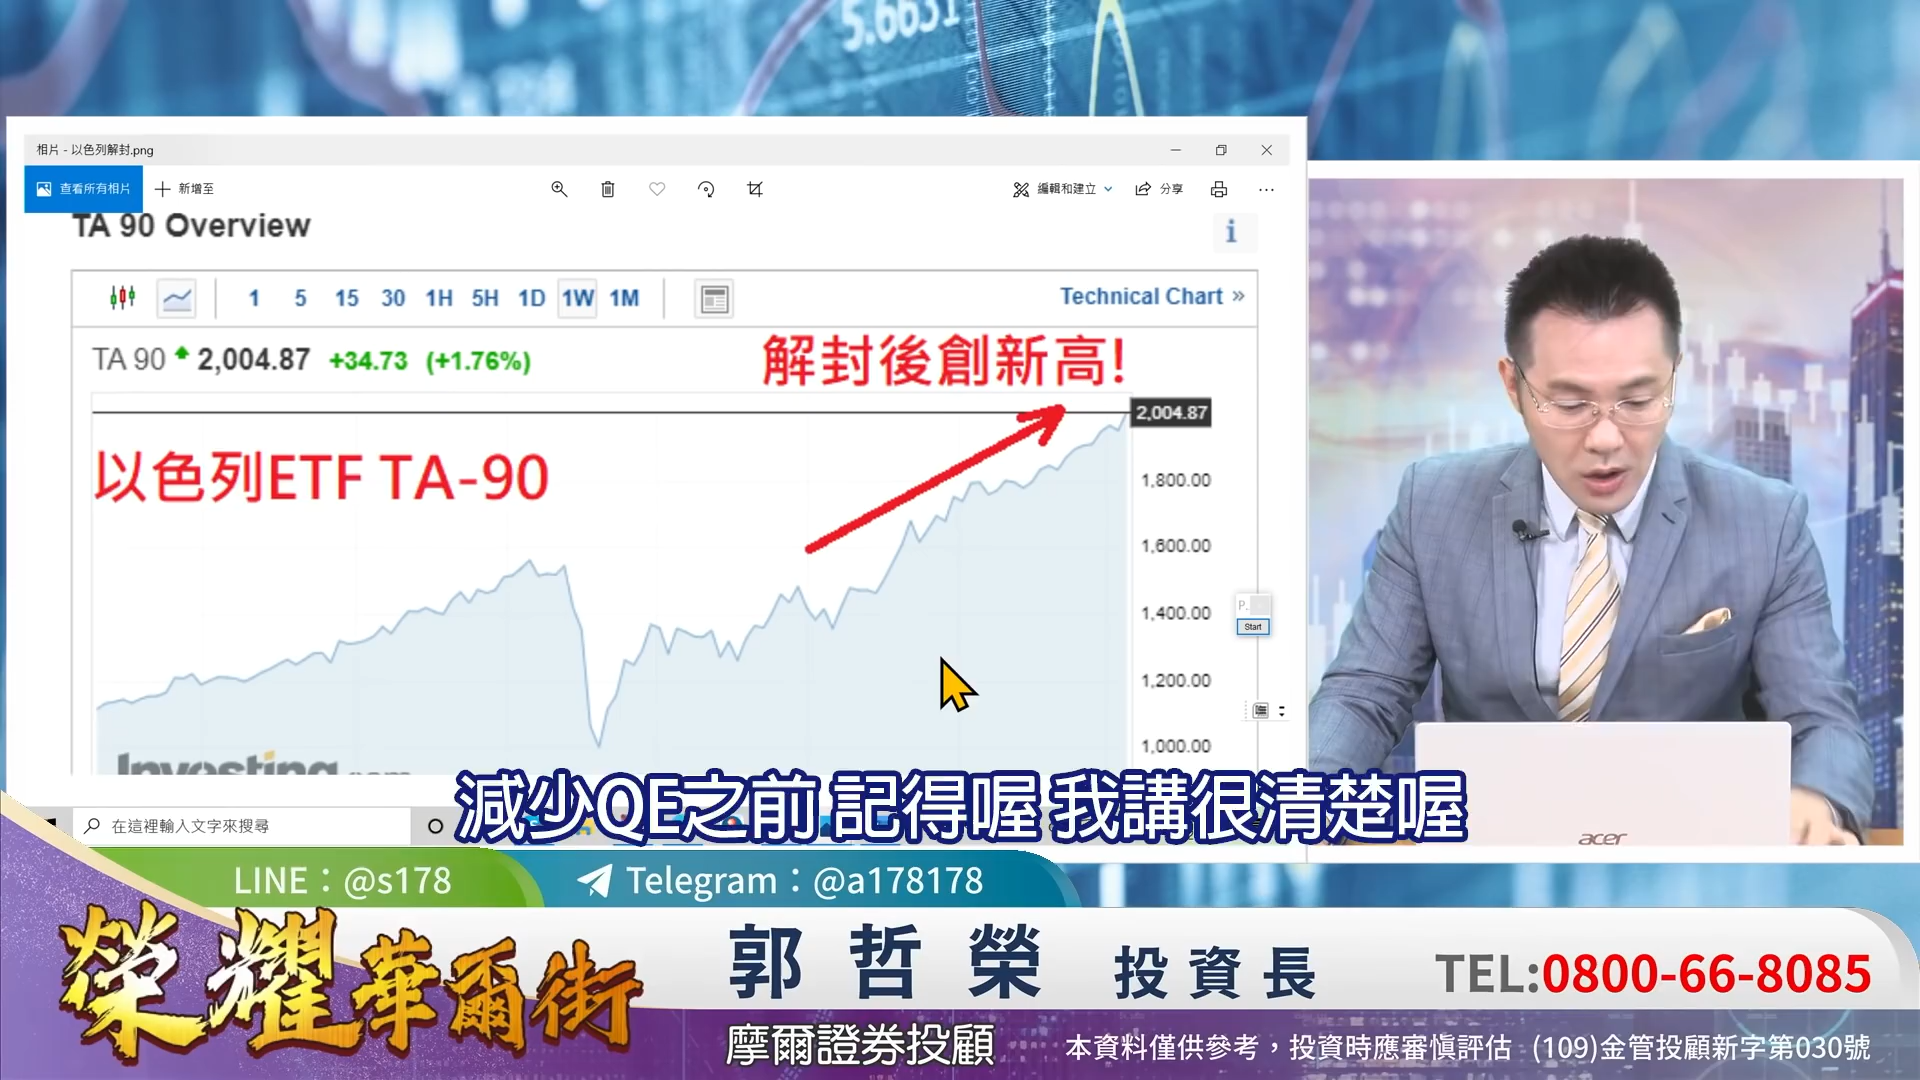 5.6631
相片 - 以色列解封.png
查看所有相片
新增至
編輯和建立
分享
TA 90 Overview
i
1 5 15 30 1H 5H 1D 1W 1M
Technical Chart »
TA 90 2,004.87 +34.73 (+1.76%)
解封後創新高!
2,004.87
以色列ETF TA-90
1,800.00
1,600.00
1,400.00
P.
Start
1,200.00
1,000.00
Investing.com
減少QE之前 記得喔 我講很清楚喔
在這裡輸入文字來搜尋
acer
LINE：@s178
Telegram：@a178178
榮耀華爾街
郭哲榮 投資長
TEL:0800-66-8085
摩爾證券投顧
本資料僅供參考，投資時應審慎評估 (109)金管投顧新字第030號